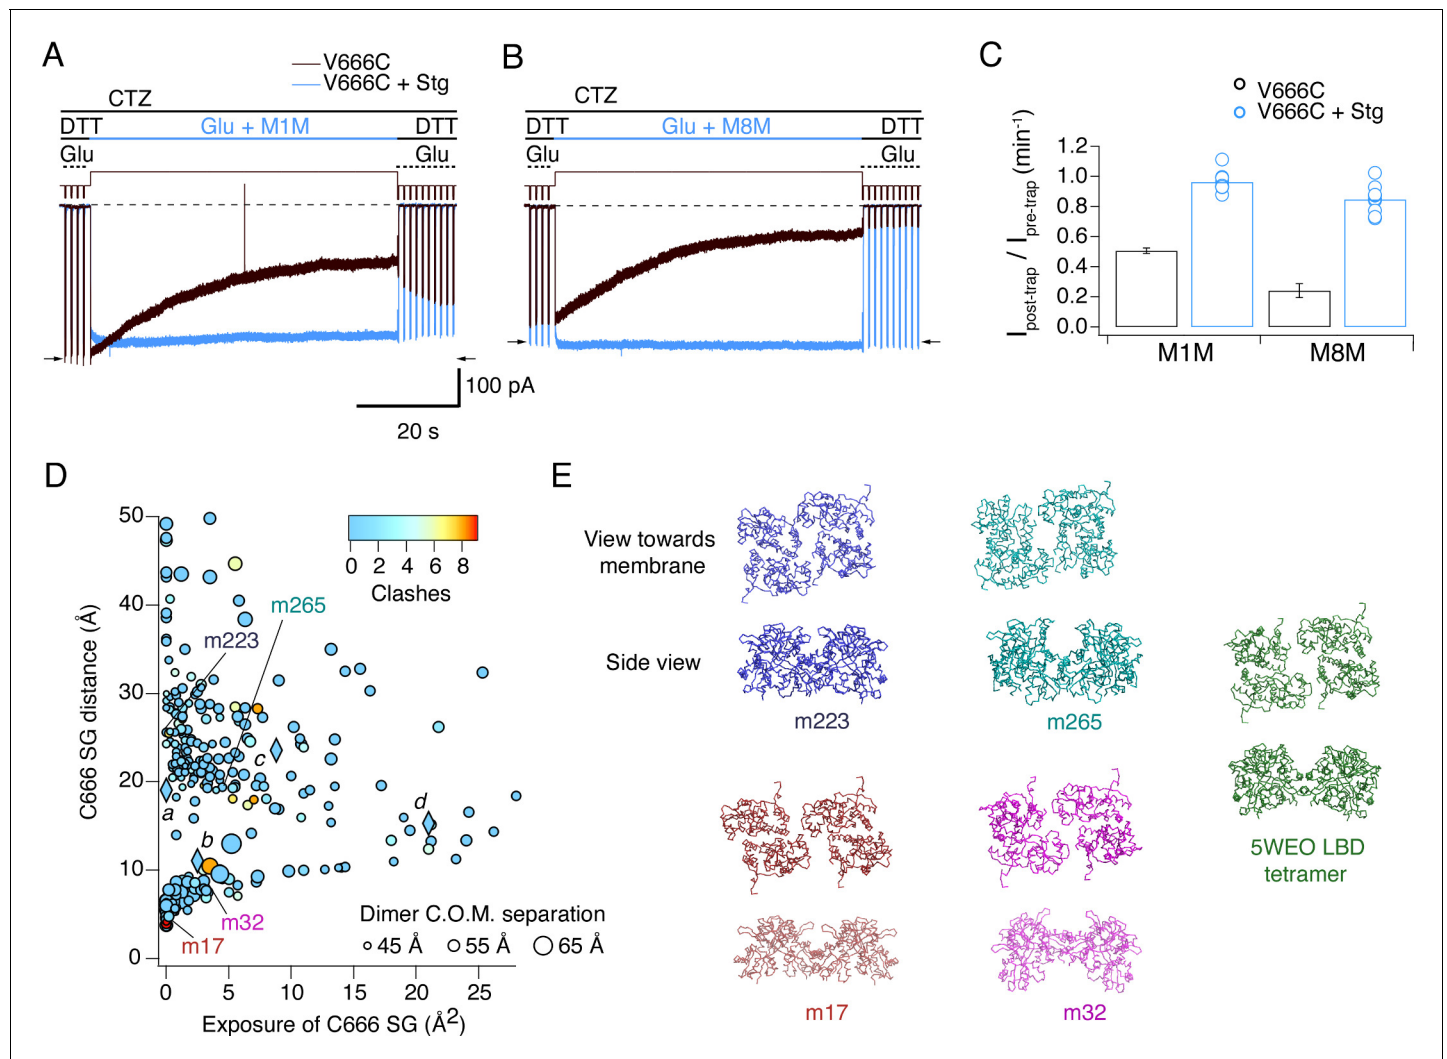 A
V666C
V666C + Stg
CTZ
DTT
Glu + M1M
DTT
Glu
Glu
100 pA
20 s
B
CTZ
DTT
Glu + M8M
DTT
Glu
Glu
C
V666C
V666C + Stg
I post-trap / I pre-trap (min-1)
1.2
1.0
0.8
0.6
0.4
0.2
0.0
M1M
M8M
D
C666 SG distance (Å)
50
40
30
20
10
0
0 2 4 6 8
Clashes
m265
m223
c
a
d
b
m32
m17
Dimer C.O.M. separation
45 Å 55 Å 65 Å
0 5 10 15 20 25
Exposure of C666 SG (Å2)
E
View towards
membrane
Side view
m223
m265
m17
m32
5WEO LBD
tetramer